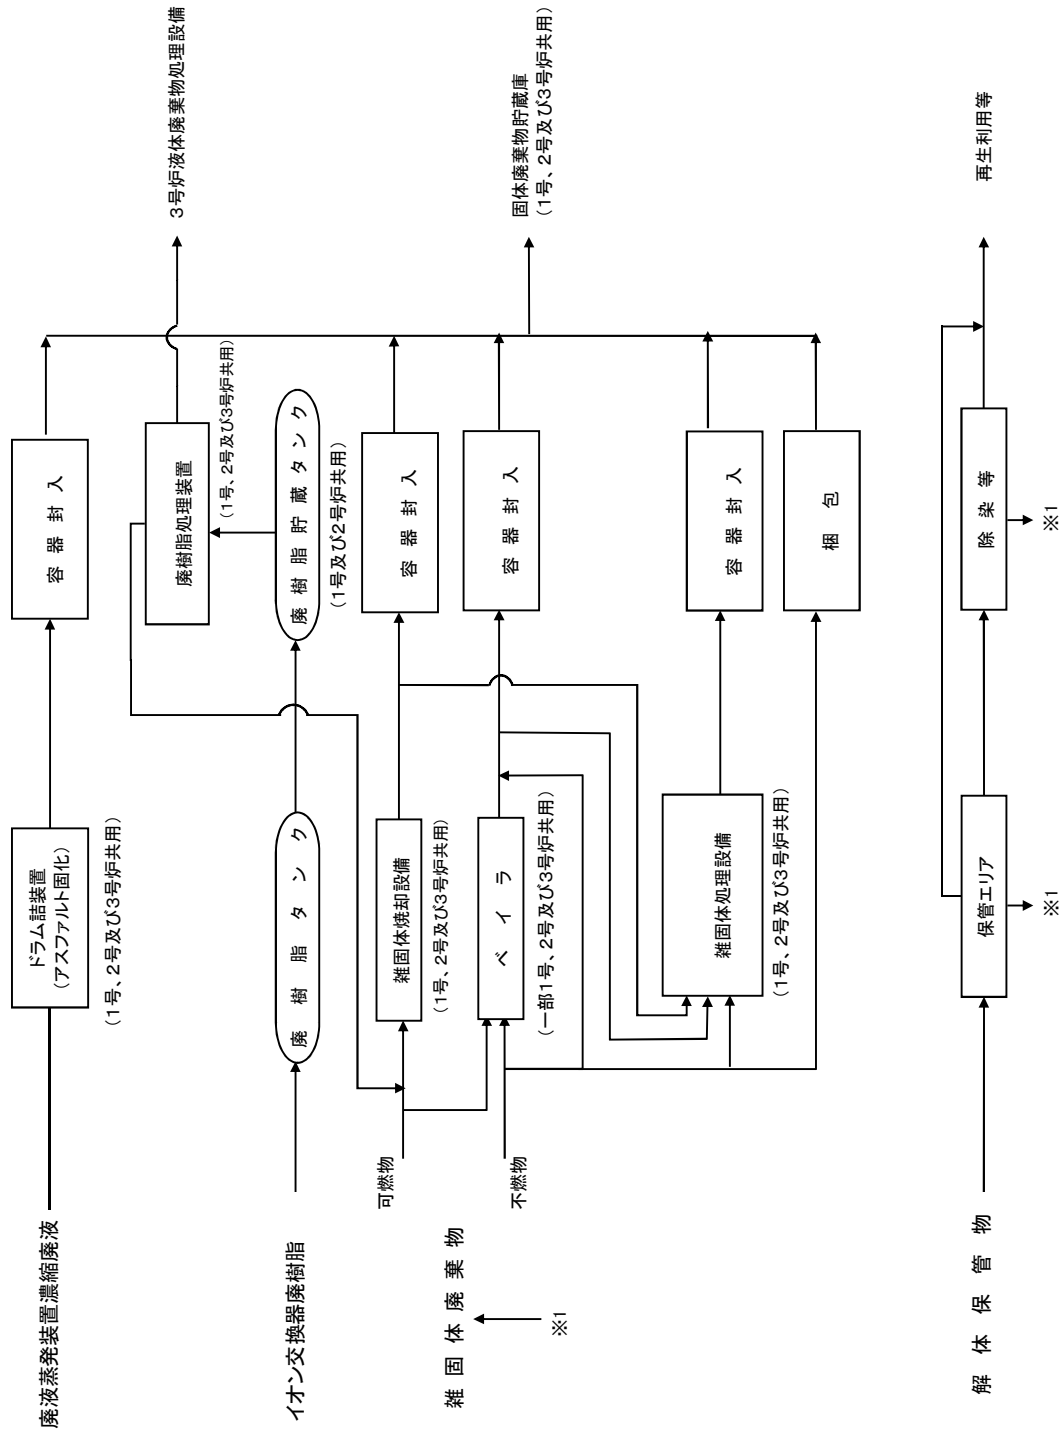 廃液蒸発装置濃縮廃液
ドラム詰装置
(アスファルト固化)
(1号、2号及び3号炉共用)
容器封入
イオン交換器廃樹脂
廃樹脂タンク
廃樹脂貯蔵タンク
(1号及び2号炉共用)
廃樹脂処理装置
(1号、2号及び3号炉共用)
3号炉液体廃棄物処理設備
雑固体廃棄物
※1
可燃物
雑固体焼却設備
(1号、2号及び3号炉共用)
容器封入
不燃物
ベイラ
(一部1号、2号及び3号炉共用)
容器封入
雑固体処理設備
(1号、2号及び3号炉共用)
容器封入
梱包
固体廃棄物貯蔵庫
(1号、2号及び3号炉共用)
解体保管物
保管エリア
※1
除染等
※1
再生利用等